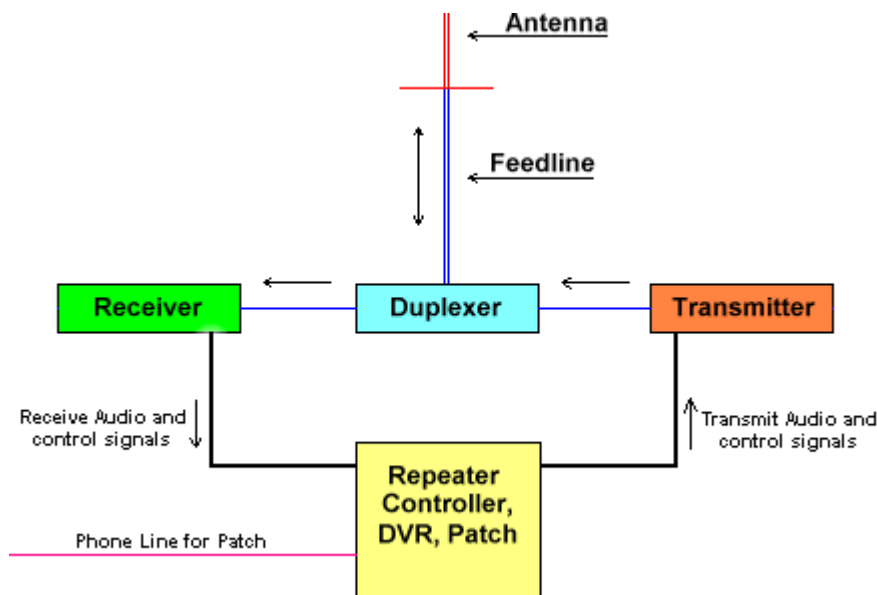 Antenna
Feedline
Receiver
Duplexer
Transmitter
Receive Audio and
control signals
Transmit Audio and
control signals
Repeater
Controller,
DVR, Patch
Phone Line for Patch